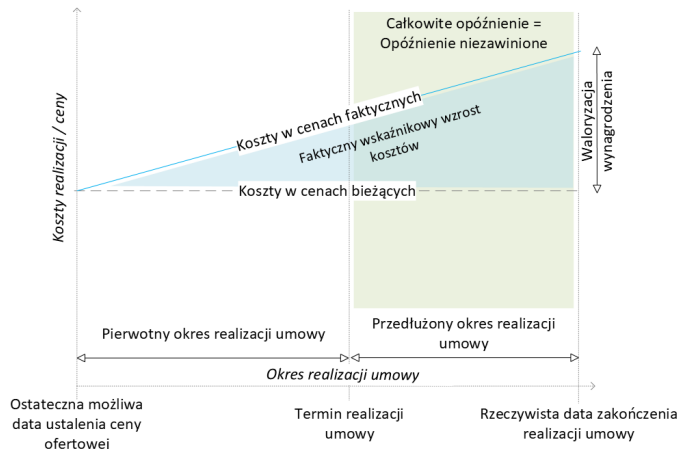 Całkowite opóźnienie =
Opóźnienie niezawinione
Koszty realizacji / ceny
Koszty w cenach faktycznych
Faktyczny wskaźnikowy wzrost
kosztów
Waloryzacja
wynagrodzenia
Koszty w cenach bieżących
Pierwotny okres realizacji umowy
Przedłużony okres realizacji
umowy
Okres realizacji umowy
Ostateczna możliwa
data ustalenia ceny
ofertowej
Termin realizacji
umowy
Rzeczywista data zakończenia
realizacji umowy